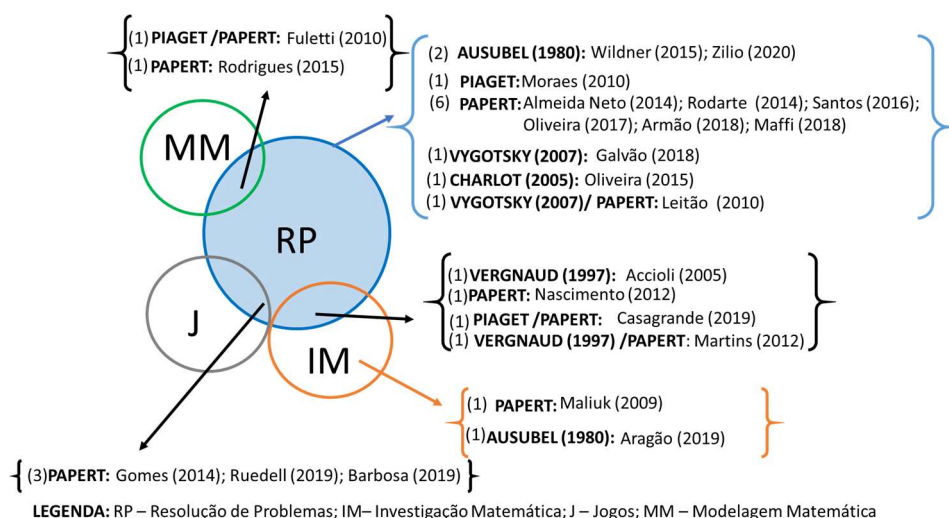 (1) PIAGET /PAPERT: Fuletti (2010)
(1) PAPERT: Rodrigues (2015)
(2) AUSUBEL (1980): Wildner (2015); Zilio (2020)
(1) PIAGET: Moraes (2010)
(6) PAPERT: Almeida Neto (2014); Rodarte (2014); Santos (2016);
Oliveira (2017); Armão (2018); Maffi (2018)
(1) VYGOTSKY (2007): Galvão (2018)
(1) CHARLOT (2005): Oliveira (2015)
(1) VYGOTSKY (2007)/ PAPERT: Leitão (2010)
MM
RP
J
IM
(1) VERGNAUD (1997): Accioli (2005)
(1) PAPERT: Nascimento (2012)
(1) PIAGET /PAPERT: Casagrande (2019)
(1) VERGNAUD (1997) /PAPERT: Martins (2012)
(1) PAPERT: Maliuk (2009)
(1) AUSUBEL (1980): Aragão (2019)
(3) PAPERT: Gomes (2014); Ruedell (2019); Barbosa (2019)
LEGENDA: RP – Resolução de Problemas; IM– Investigação Matemática; J – Jogos; MM – Modelagem Matemática